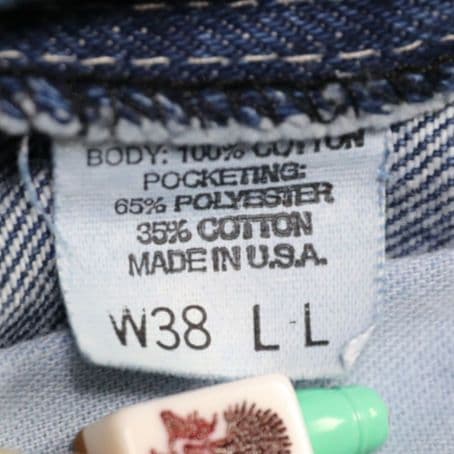 BODY: 100% COTTON
POCKETING:
65% POLYESTER
35% COTTON
MADE IN U.S.A.
W38 L-L